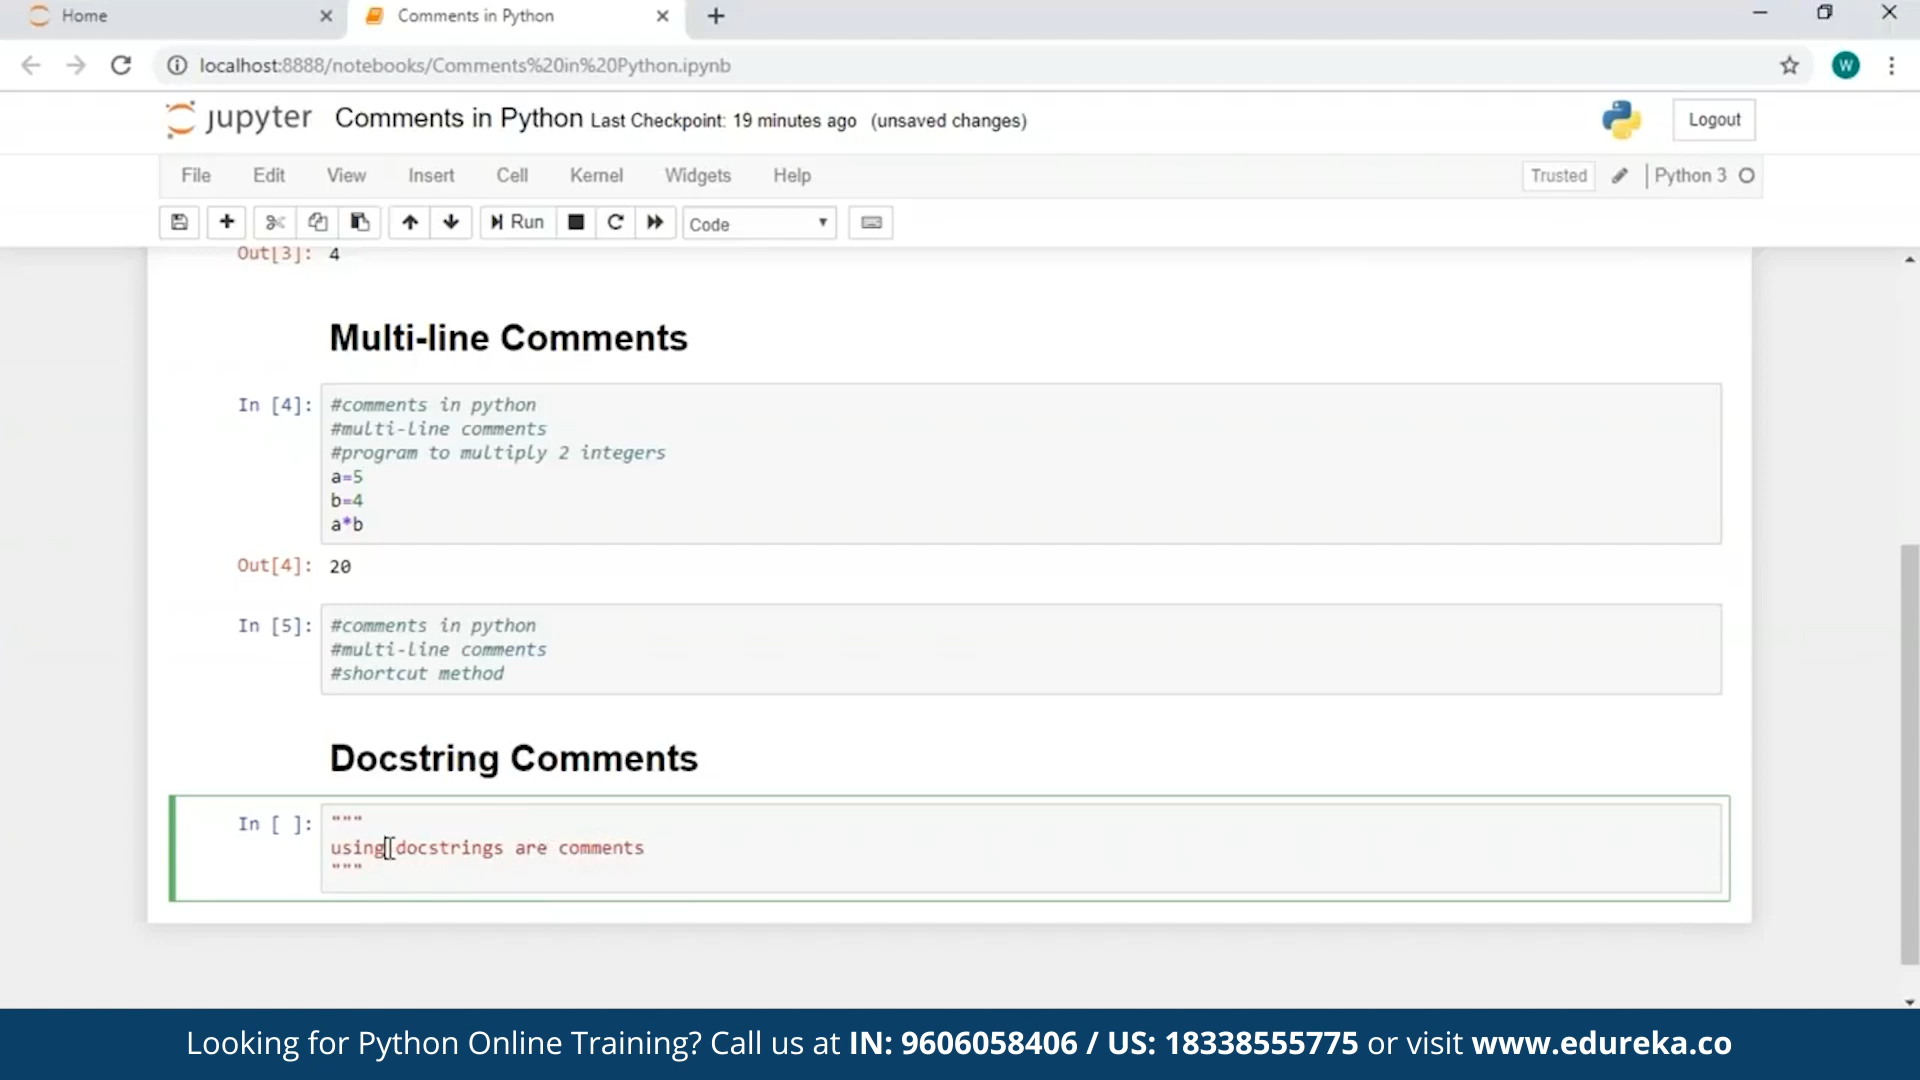 Home
Comments in Python
localhost:8888/notebooks/Comments%20in%20Python.ipynb
W
jupyter Comments in Python Last Checkpoint: 19 minutes ago (unsaved changes)
Logout
File Edit View Insert Cell Kernel Widgets Help
Trusted Python 3
Run Code
Out[3]: 4
Multi-line Comments
In [4]: #comments in python
#multi-line comments
#program to multiply 2 integers
a=5
b=4
a*b
Out[4]: 20
In [5]: #comments in python
#multi-line comments
#shortcut method
Docstring Comments
In [ ]: """
using docstrings are comments
"""
Looking for Python Online Training? Call us at IN: 9606058406 / US: 18338555775 or visit www.edureka.co